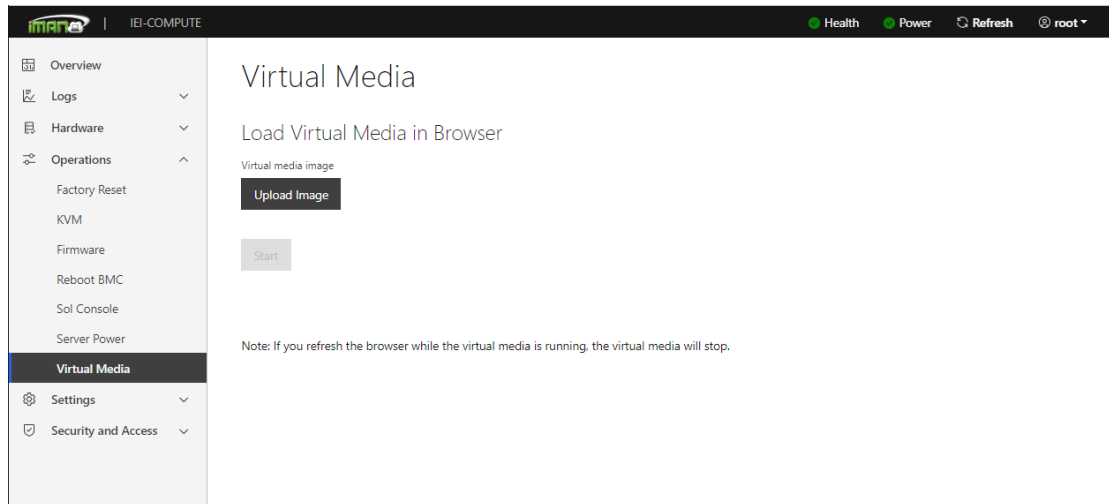 iMAN
IEI-COMPUTE
Health
Power
Refresh
root
Overview
Logs
Hardware
Operations
Factory Reset
KVM
Firmware
Reboot BMC
Sol Console
Server Power
Virtual Media
Settings
Security and Access
Virtual Media
Load Virtual Media in Browser
Virtual media image
Upload Image
Start
Note: If you refresh the browser while the virtual media is running, the virtual media will stop.